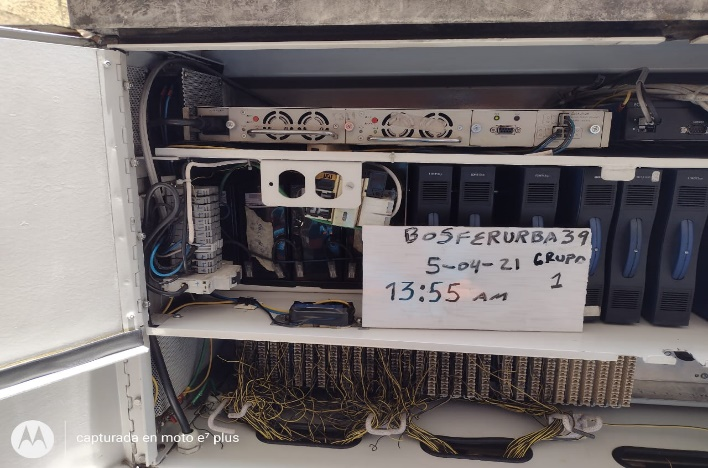 BOSFERURBA39
5-04-21 GRUPO
1
13:55 AM
capturada en moto e⁷ plus